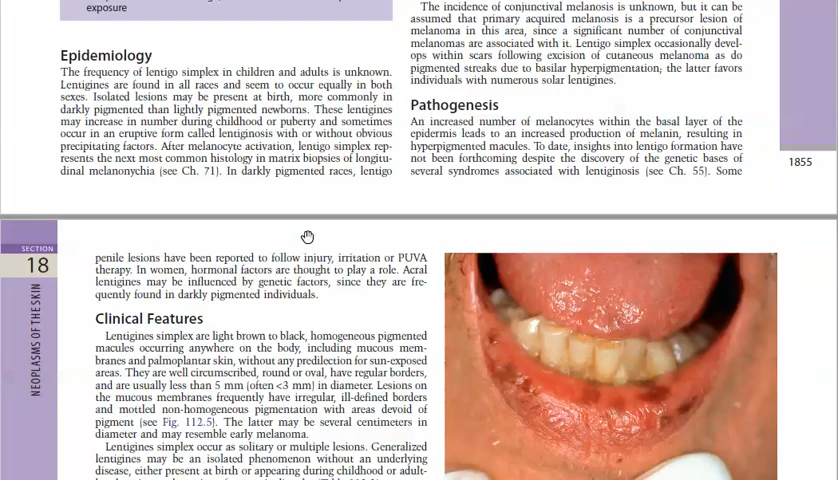 exposure
Epidemiology
The frequency of lentigo simplex in children and adults is unknown.
Lentigines are found in all races and seem to occur equally in both
sexes. Isolated lesions may be present at birth, more commonly in
darkly pigmented than lightly pigmented newborns. These lentigines
may increase in number during childhood or puberty and sometimes
occur in an eruptive form called lentiginosis with or without obvious
precipitating factors. After melanocyte activation, lentigo simplex rep-
resents the next most common histology in matrix biopsies of longitu-
dinal melanonychia (see Ch. 71). In darkly pigmented races, lentigo
The incidence of conjunctival melanosis is unknown, but it can be
assumed that primary acquired melanosis is a precursor lesion of
melanoma in this area, since a significant number of conjunctival
melanomas are associated with it. Lentigo simplex occasionally devel-
ops within scars following excision of cutaneous melanoma as do
pigmented streaks due to basilar hyperpigmentation; the latter favors
individuals with numerous solar lentigines.
Pathogenesis
An increased number of melanocytes within the basal layer of the
epidermis leads to an increased production of melanin, resulting in
hyperpigmented macules. To date, insights into lentigo formation have
not been forthcoming despite the discovery of the genetic bases of
several syndromes associated with lentiginosis (see Ch. 55). Some
1855
SECTION
18
NEOPLASMS OF THE SKIN
penile lesions have been reported to follow injury, irritation or PUVA
therapy. In women, hormonal factors are thought to play a role. Acral
lentigines may be influenced by genetic factors, since they are fre-
quently found in darkly pigmented individuals.
Clinical Features
Lentigines simplex are light brown to black, homogeneous pigmented
macules occurring anywhere on the body, including mucous mem-
branes and palmoplantar skin, without any predilection for sun-exposed
areas. They are well circumscribed, round or oval, have regular borders,
and are usually less than 5 mm (often <3 mm) in diameter. Lesions on
the mucous membranes frequently have irregular, ill-defined borders
and mottled non-homogeneous pigmentation with areas devoid of
pigment (see Fig. 112.5). The latter may be several centimeters in
diameter and may resemble early melanoma.
Lentigines simplex occur as solitary or multiple lesions. Generalized
lentigines may be an isolated phenomenon without an underlying
disease, either present at birth or appearing during childhood or adult-